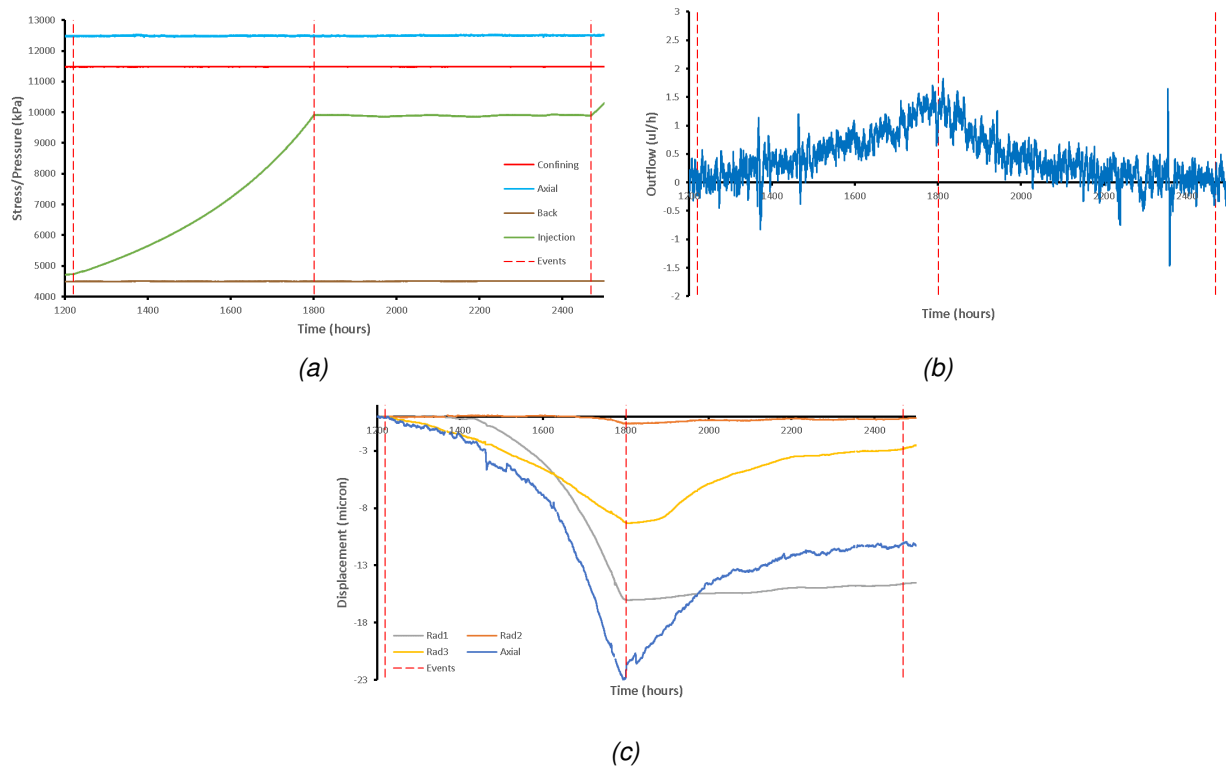 13000
12000
11000
10000
9000
8000
7000
6000
5000
4000
Stress/Pressure (kPa)
1200 1400 1600 1800 2000 2200 2400
Time (hours)
Confining
Axial
Back
Injection
Events
(a)
3
2.5
2
1.5
1
0.5
0
-0.5
-1
-1.5
-2
Outflow (ul/h)
1200 1400 1600 1800 2000 2200 2400
Time (hours)
(b)
1200 1400 1600 1800 2000 2200 2400
-3
-8
-13
-18
-23
Displacement (micron)
Rad1 Rad2
Rad3 Axial
Events
Time (hours)
(c)